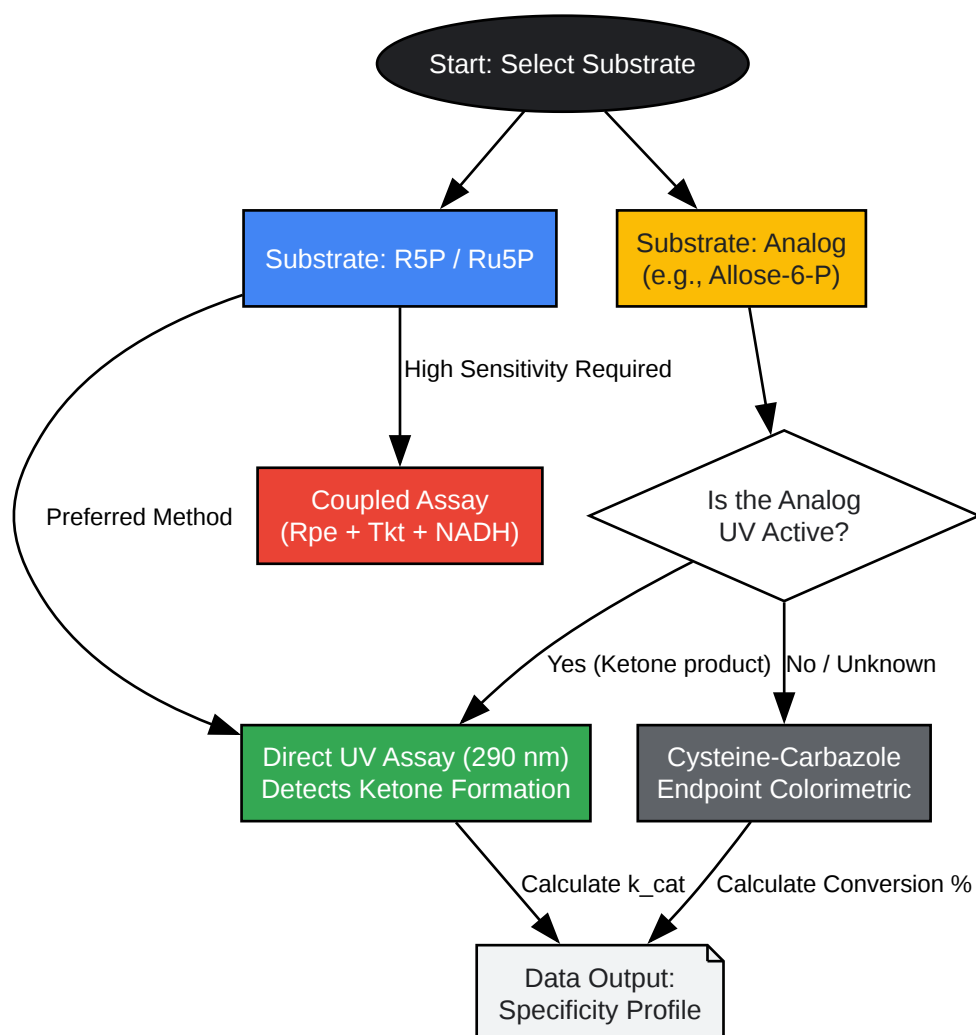 Start: Select Substrate
Substrate: R5P / Ru5P
Substrate: Analog
(e.g., Allose-6-P)
High Sensitivity Required
Preferred Method
Coupled Assay
(Rpe + Tkt + NADH)
Is the Analog
UV Active?
Yes (Ketone product)
No / Unknown
Direct UV Assay (290 nm)
Detects Ketone Formation
Cysteine-Carbazole
Endpoint Colorimetric
Calculate k_cat
Calculate Conversion %
Data Output:
Specificity Profile